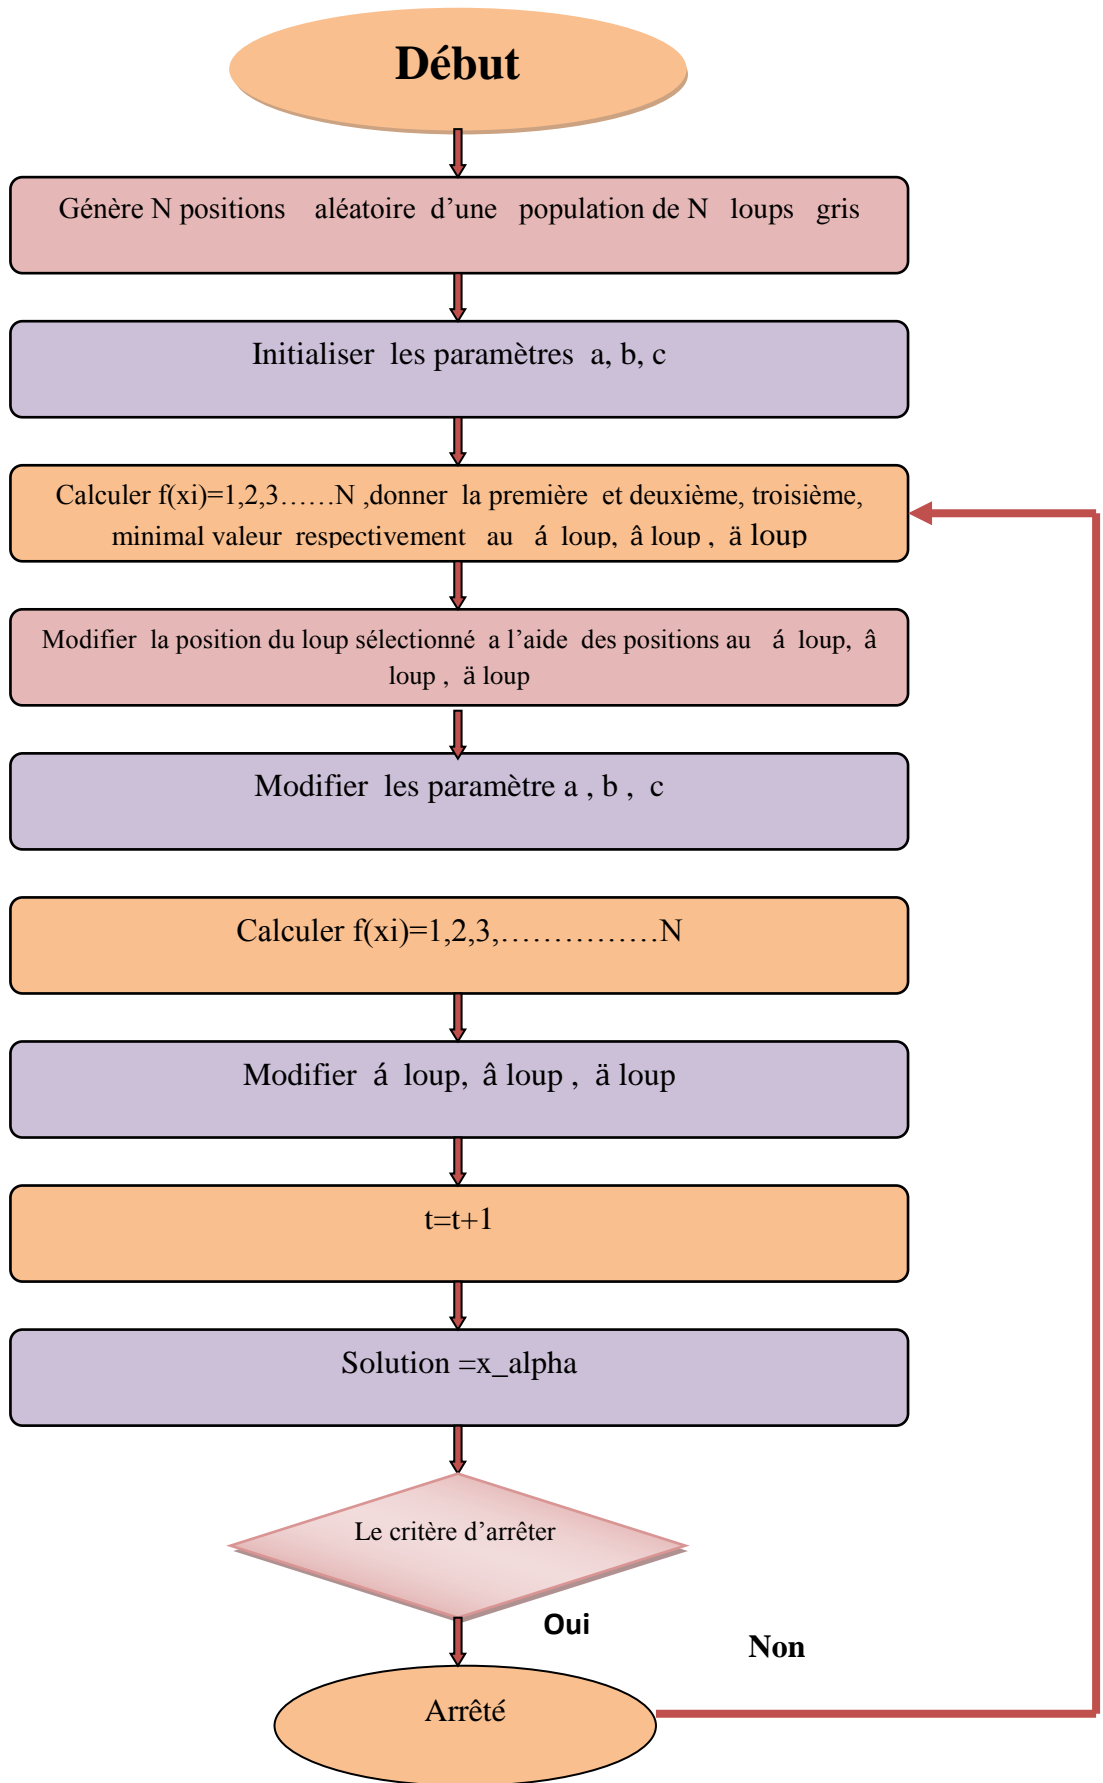 Début
Génère N positions aléatoire d’une population de N loups gris
Initialiser les paramètres a, b, c
Calculer f(xi)=1,2,3……N ,donner la première et deuxième, troisième,
minimal valeur respectivement au á loup, â loup , ä loup
Modifier la position du loup sélectionné a l’aide des positions au á loup, â
loup , ä loup
Modifier les paramètre a , b , c
Calculer f(xi)=1,2,3,……………N
Modifier á loup, â loup , ä loup
t=t+1
Solution =x_alpha
Le critère d’arrêter
Oui
Non
Arrêté